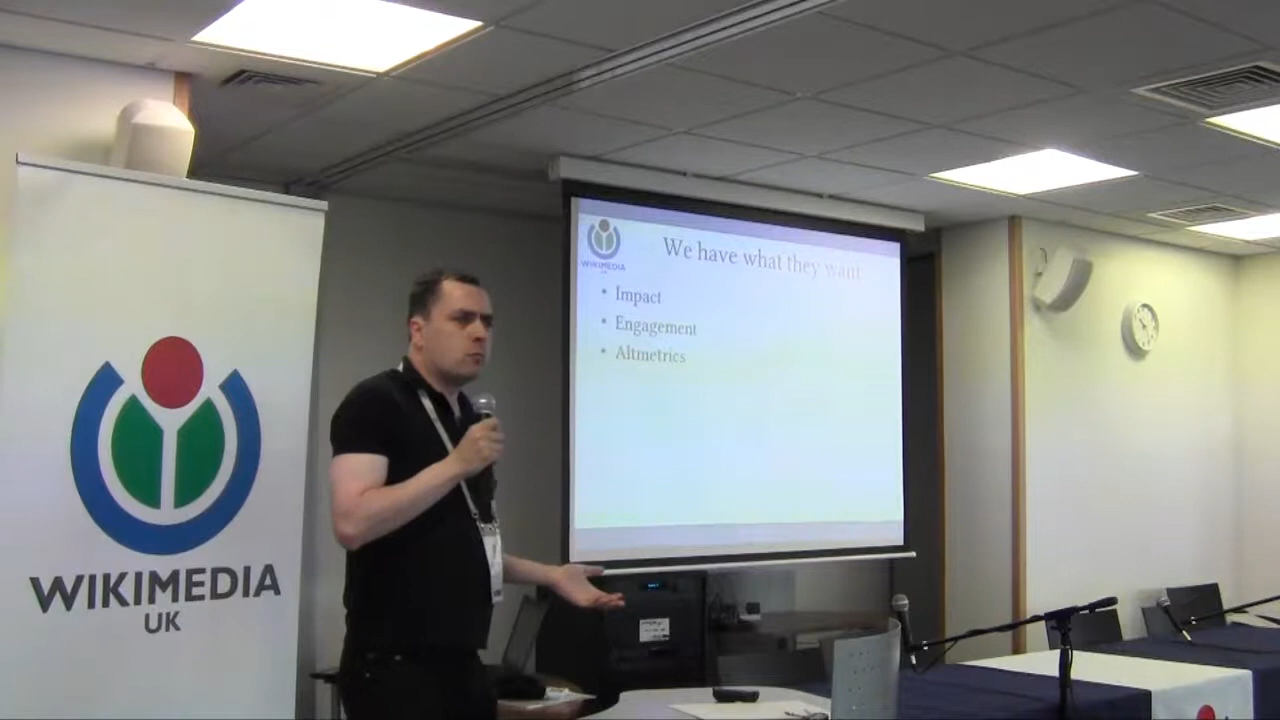 WIKIMEDIA
UK
WIKIMEDIA
We have what they want
• Impact
• Engagement
• Altmetrics